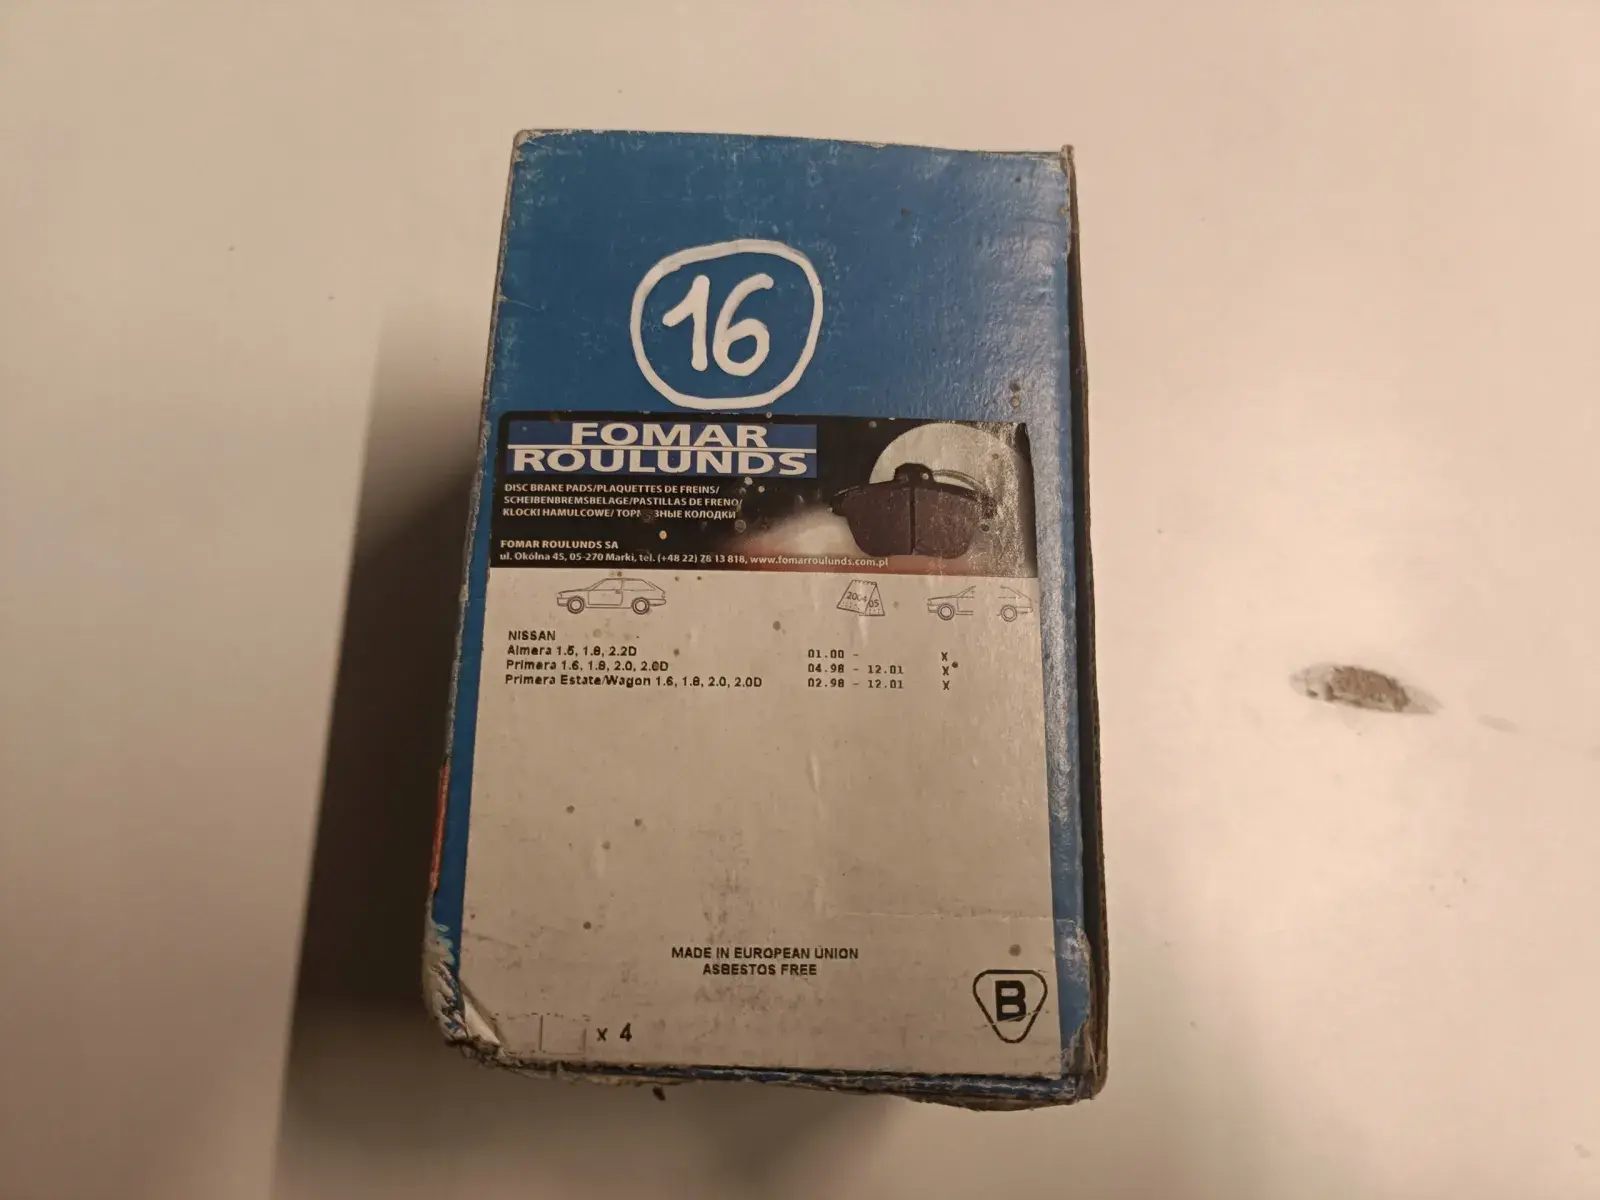 16
FOMAR
ROULUNDS
DISC BRAKE PADS/PLAQUETTES DE FREINS/
SCHEIBENBREMSBELAGE/PASTILLAS DE FRENO/
KLOCKI HAMULCOWE/ КОЛОДКИ
FOMAR ROULUNDS SA
ul. Okólna 45, 05-270 Marki, tel. (+48 22) 78 13 818, www.fomarroulunds.com.pl
2004 05
NISSAN
Almera 1.5, 1.8, 2.2D 01.00 - X
Primera 1.6, 1.8, 2.0, 2.0D 04.98 - 12.01 X
Primera Estate/Wagon 1.6, 1.8, 2.0, 2.0D 02.98 - 12.01 X
MADE IN EUROPEAN UNION
ASBESTOS FREE
B
x 4